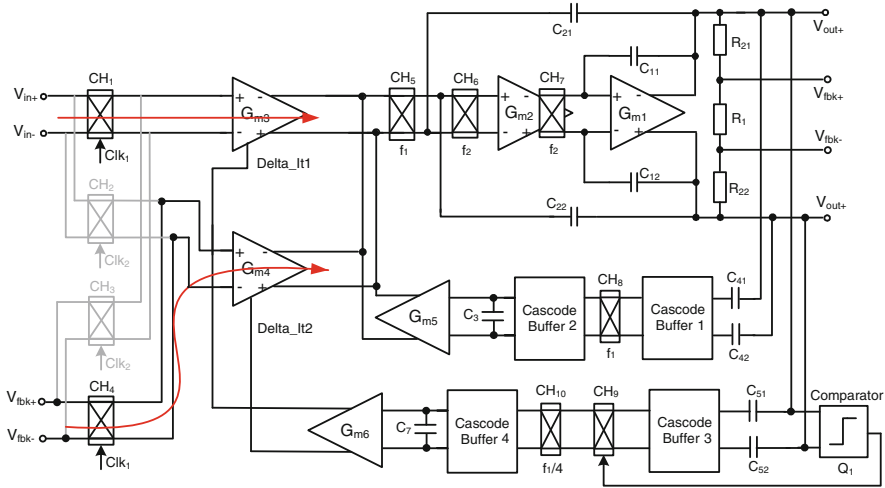 C21
Vout+
CH1
Vin+
Vin-
Clk1
Gm3
Delta_It1
CH5
f1
CH6
f2
Gm2
CH7
f2
C11
Gm1
C12
C22
R21
Vfbk+
R1
Vfbk-
R22
Vout+
CH2
Clk2
Gm4
Delta_It2
CH3
Clk2
Gm5
C3
Cascode
Buffer 2
CH8
f1
Cascode
Buffer 1
C41
C42
Vfbk+
Vfbk-
CH4
Clk1
Gm6
C7
Cascode
Buffer 4
CH10
f1/4
CH9
Cascode
Buffer 3
C51
C52
Comparator
Q1
+ -
- +
+ -
- +
+ -
- +
+ -
- +